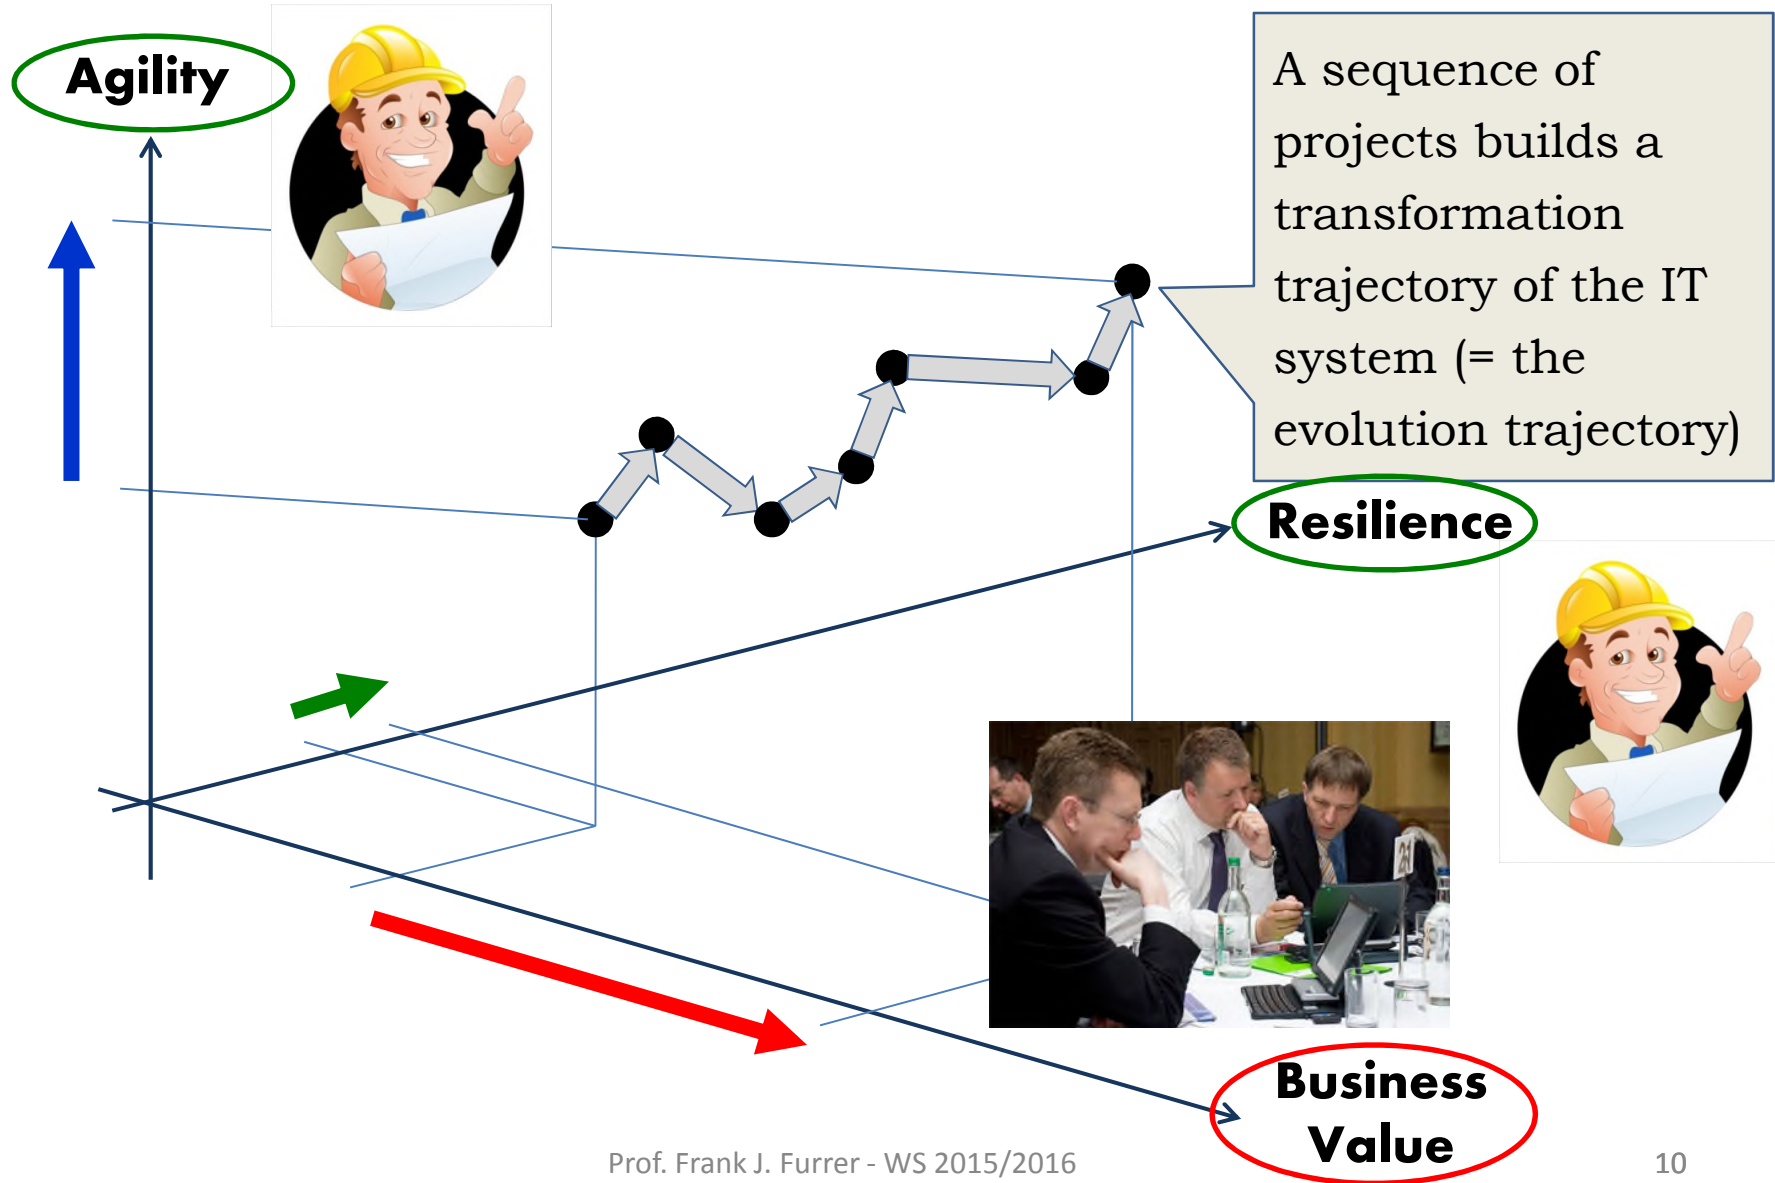 Agility
A sequence of
projects builds a
transformation
trajectory of the IT
system (= the
evolution trajectory)
Resilience
Business
Value
Prof. Frank J. Furrer - WS 2015/2016
10